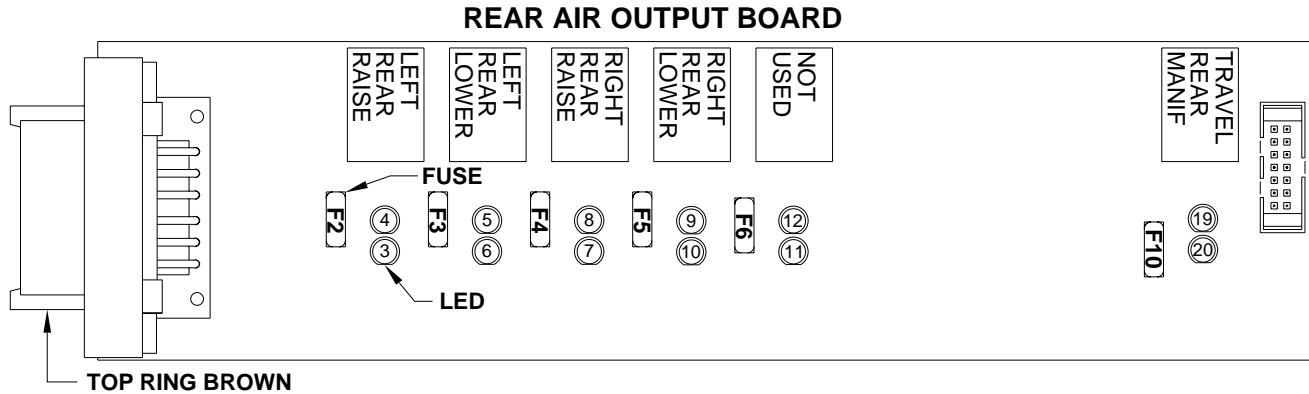 REAR AIR OUTPUT BOARD
LEFT
REAR
RAISE
LEFT
REAR
LOWER
RIGHT
REAR
RAISE
RIGHT
REAR
LOWER
NOT
USED
TRAVEL
REAR
MANIF
FUSE
F2
4
3
F3
5
6
F4
8
7
F5
9
10
F6
12
11
F10
19
20
LED
TOP RING BROWN